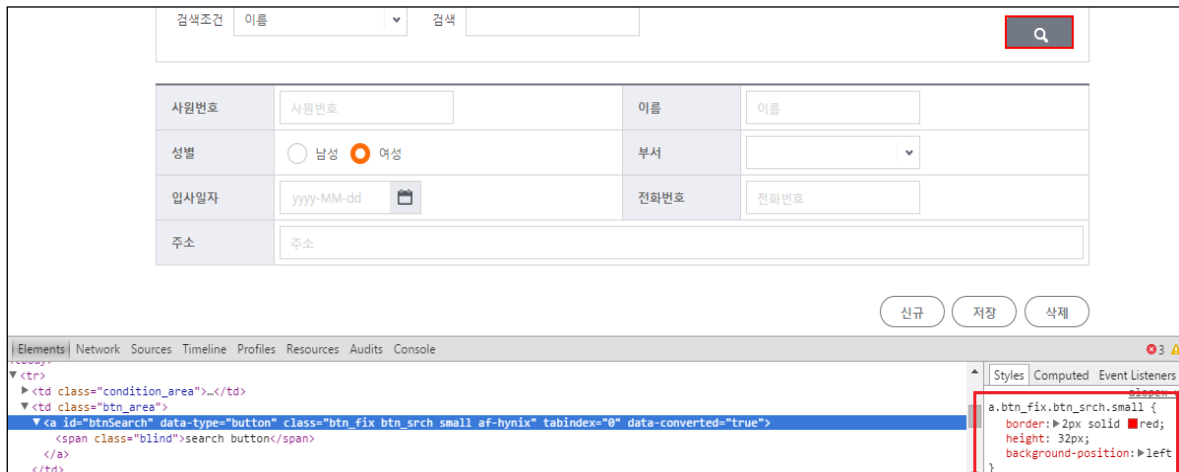 검색조건 이름 검색
사원번호 사원번호 이름 이름
성별 남성 여성 부서
입사일자 yyyy-MM-dd 전화번호 전화번호
주소 주소
신규 저장 삭제
Elements Network Sources Timeline Profiles Resources Audits Console 3
▼<tr>
Styles Computed Event Listeners
▶<td class="condition_area">…</td>
▼<td class="btn_area">
a.btn_fix.btn_srch.small {
▼<a id="btnSearch" data-type="button" class="btn_fix btn_srch small af-hynix" tabindex="0" data-converted="true">
border:▶2px solid red;
<span class="blind">search button</span>
height: 32px;
</a>
background-position:▶left
</td>
}